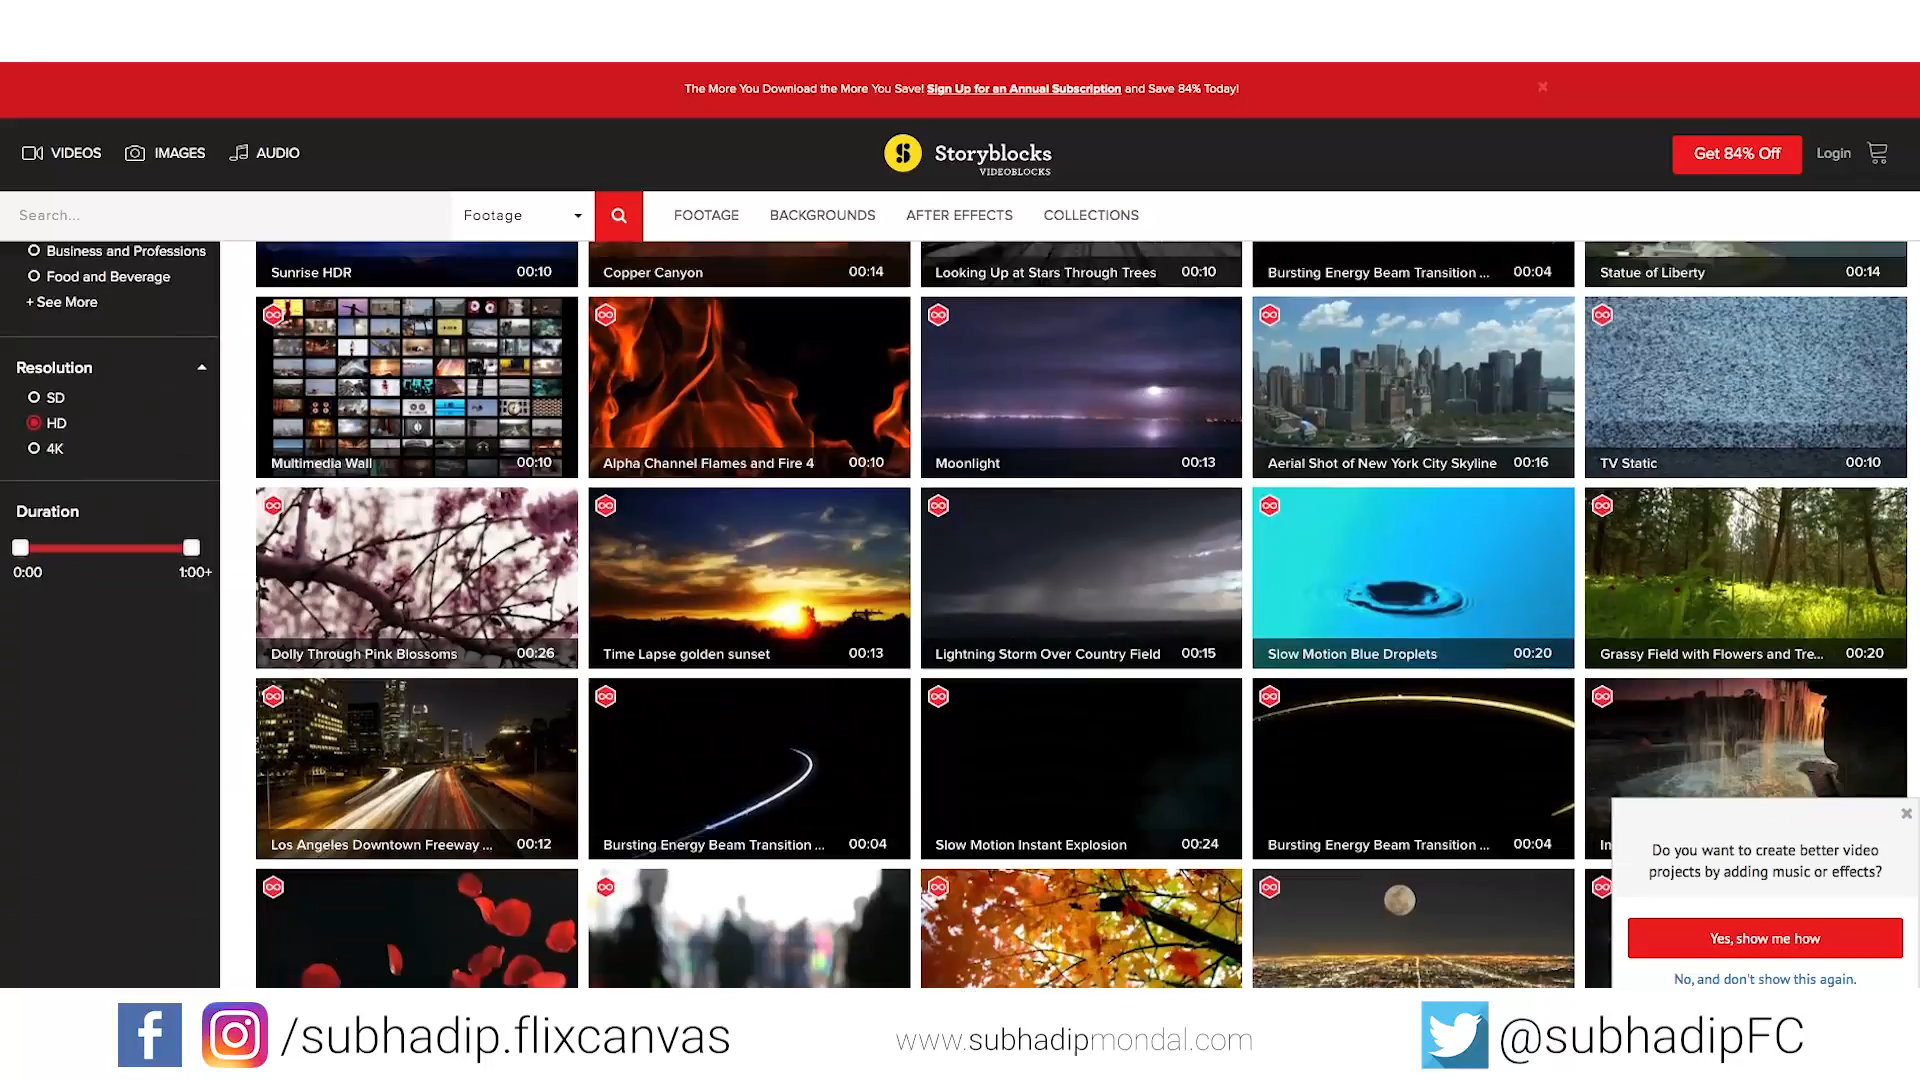 The More You Download the More You Save! Sign Up for an Annual Subscription and Save 84% Today!
VIDEOS
IMAGES
AUDIO
Storyblocks
VIDEOBLOCKS
Get 84% Off
Login
Search...
Footage
FOOTAGE
BACKGROUNDS
AFTER EFFECTS
COLLECTIONS
Business and Professions
Food and Beverage
+ See More
Resolution
SD
HD
4K
Duration
0:00
1:00+
Sunrise HDR 00:10
Copper Canyon 00:14
Looking Up at Stars Through Trees 00:10
Bursting Energy Beam Transition ... 00:04
Statue of Liberty 00:14
Multimedia Wall 00:10
Alpha Channel Flames and Fire 4 00:10
Moonlight 00:13
Aerial Shot of New York City Skyline 00:16
TV Static 00:10
Dolly Through Pink Blossoms 00:26
Time Lapse golden sunset 00:13
Lightning Storm Over Country Field 00:15
Slow Motion Blue Droplets 00:20
Grassy Field with Flowers and Tre... 00:20
Los Angeles Downtown Freeway ... 00:12
Bursting Energy Beam Transition ... 00:04
Slow Motion Instant Explosion 00:24
Bursting Energy Beam Transition ... 00:04
Do you want to create better video
projects by adding music or effects?
Yes, show me how
No, and don't show this again.
/subhadip.flixcanvas
www.subhadipmondal.com
@subhadipFC